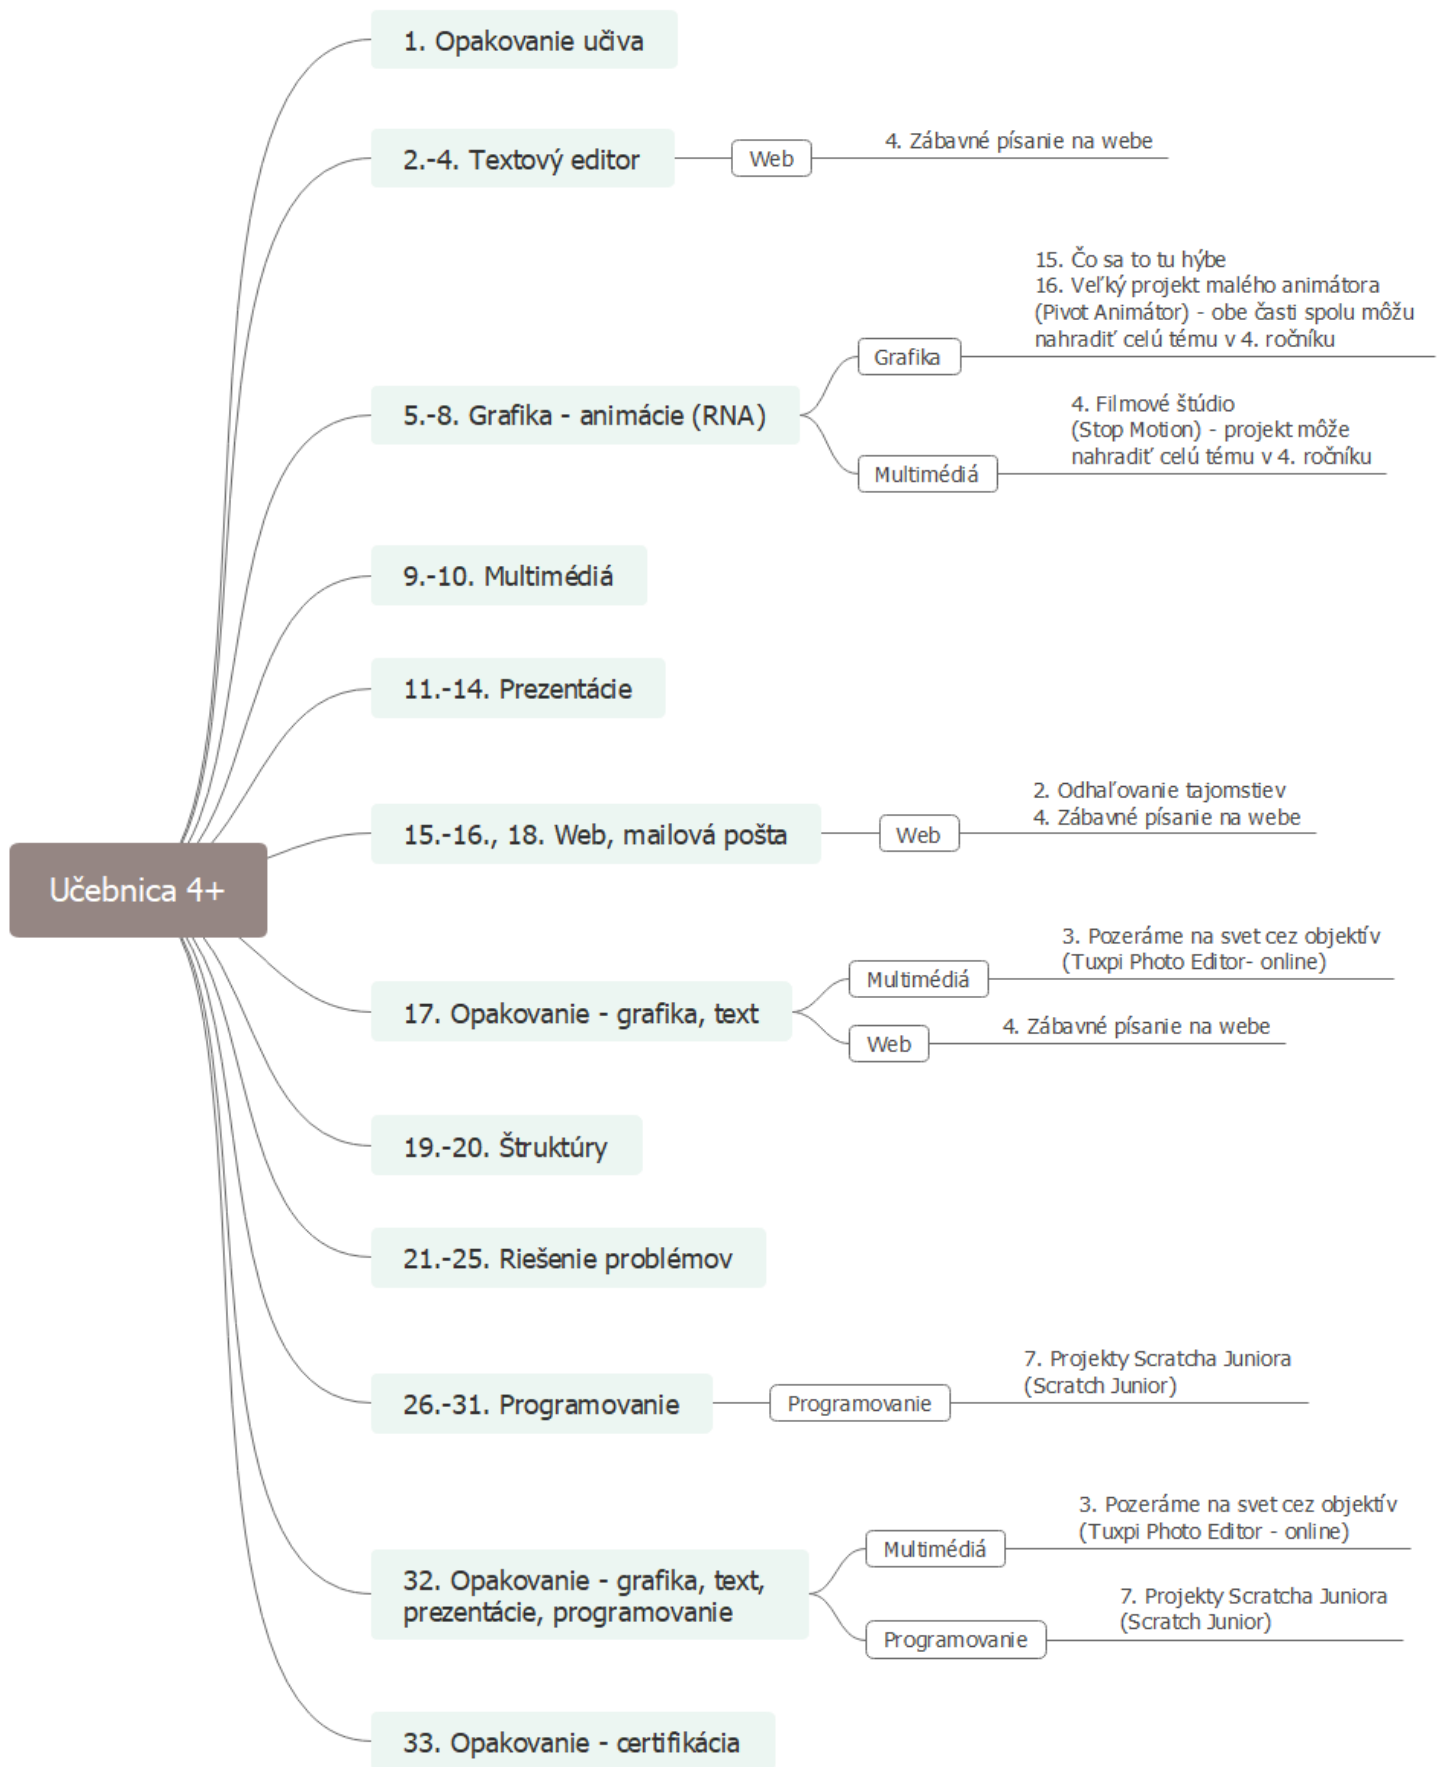 1. Opakovanie učiva
2.-4. Textový editor
Web
4. Zábavné písanie na webe
5.-8. Grafika - animácie (RNA)
Grafika
15. Čo sa to tu hýbe
16. Veľký projekt malého animátora
(Pivot Animátor) - obe časti spolu môžu
nahradiť celú tému v 4. ročníku
Multimédiá
4. Filmové štúdio
(Stop Motion) - projekt môže
nahradiť celú tému v 4. ročníku
9.-10. Multimédiá
11.-14. Prezentácie
15.-16., 18. Web, mailová pošta
Web
2. Odhaľovanie tajomstiev
4. Zábavné písanie na webe
Učebnica 4+
17. Opakovanie - grafika, text
Multimédiá
3. Pozeráme na svet cez objektív
(Tuxpi Photo Editor- online)
Web
4. Zábavné písanie na webe
19.-20. Štruktúry
21.-25. Riešenie problémov
26.-31. Programovanie
Programovanie
7. Projekty Scratcha Juniora
(Scratch Junior)
32. Opakovanie - grafika, text,
prezentácie, programovanie
Multimédiá
3. Pozeráme na svet cez objektív
(Tuxpi Photo Editor - online)
Programovanie
7. Projekty Scratcha Juniora
(Scratch Junior)
33. Opakovanie - certifikácia